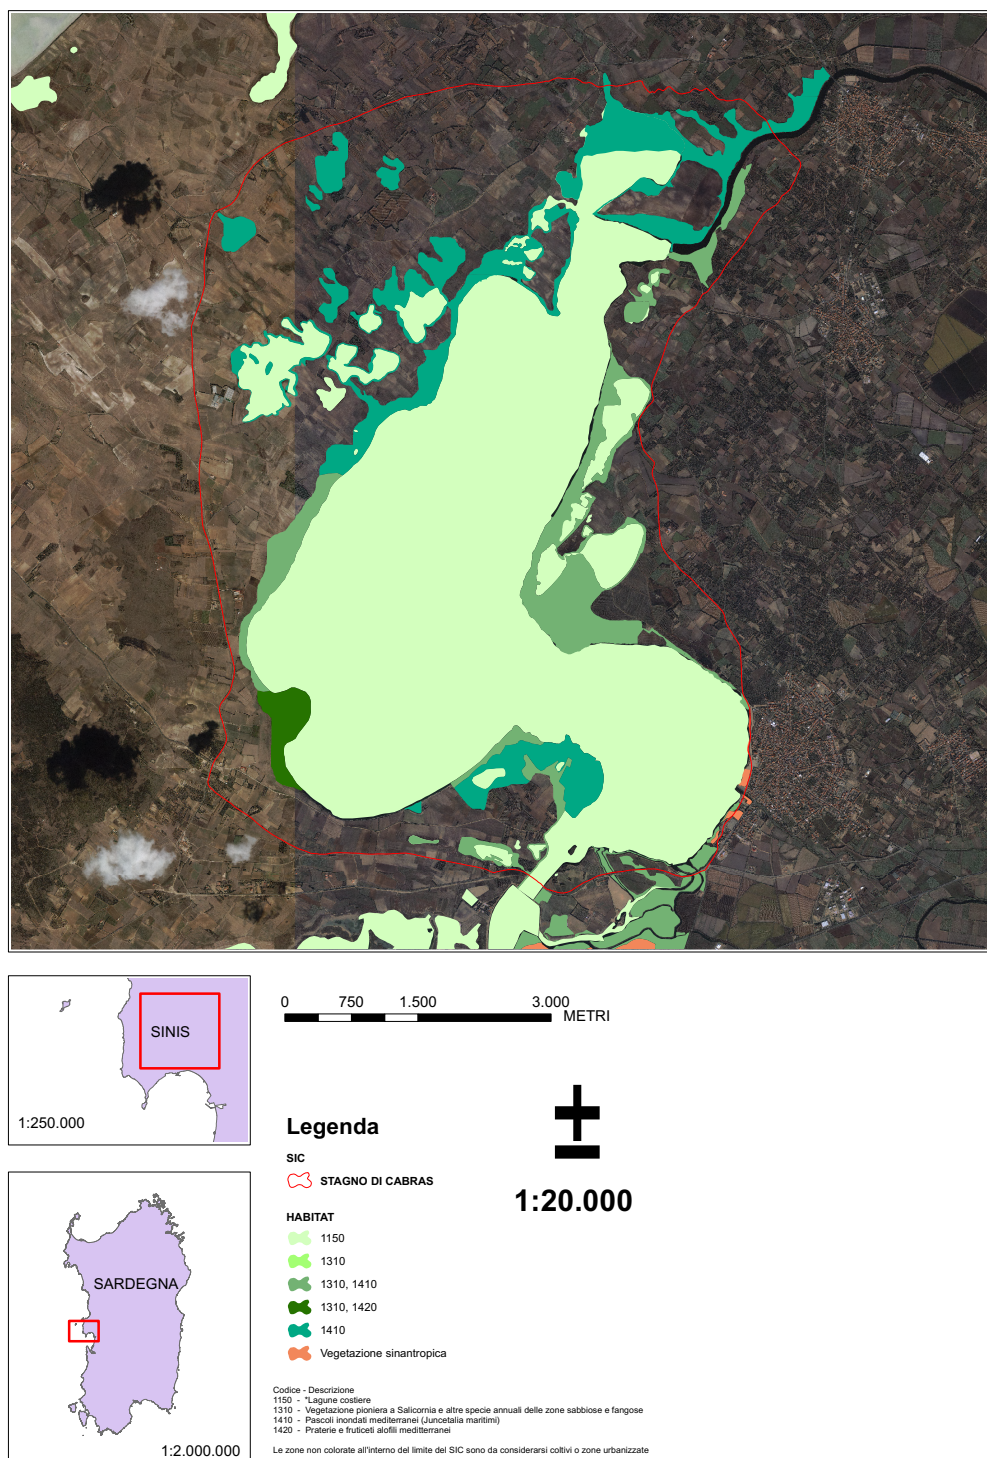 SINIS
1:250.000
SARDEGNA
1:2.000.000
0 750 1.500 3.000
METRI
Legenda
SIC
STAGNO DI CABRAS
HABITAT
1150
1310
1310, 1410
1310, 1420
1410
Vegetazione sinantropica
1:20.000
Codice - Descrizione
1150 - *Lagune costiere
1310 - Vegetazione pioniera a Salicornia e altre specie annuali delle zone sabbiose e fangose
1410 - Pascoli inondati mediterranei (Juncetalia maritimi)
1420 - Praterie e fruticeti alofili meditterranei
Le zone non colorate all'interno del limite del SIC sono da considerarsi coltivi o zone urbanizzate